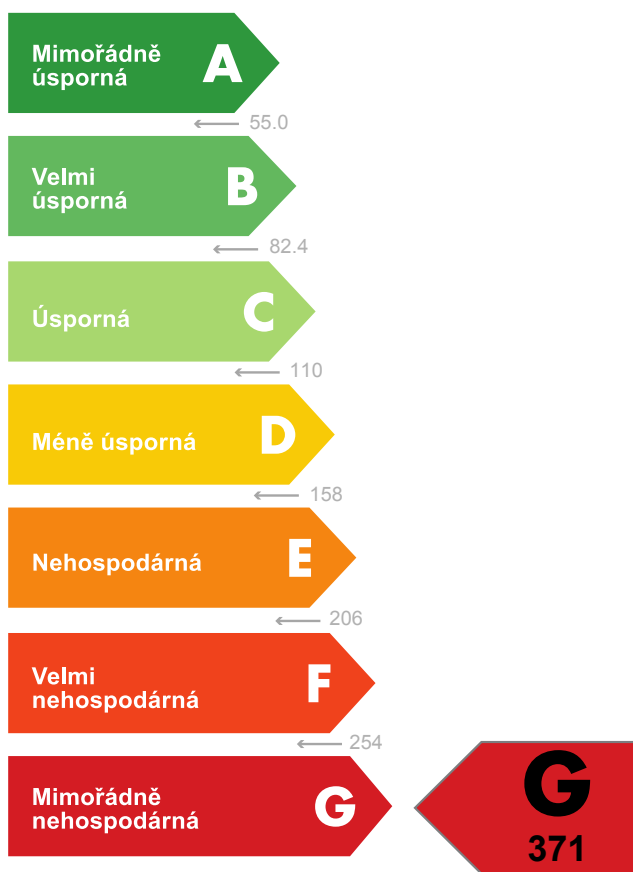 Mimořádně
úsporná
A
55.0
Velmi
úsporná
B
82.4
Úsporná
C
110
Méně úsporná
D
158
Nehospodárná
E
206
Velmi
nehospodárná
F
254
Mimořádně
nehospodárná
G
G
371